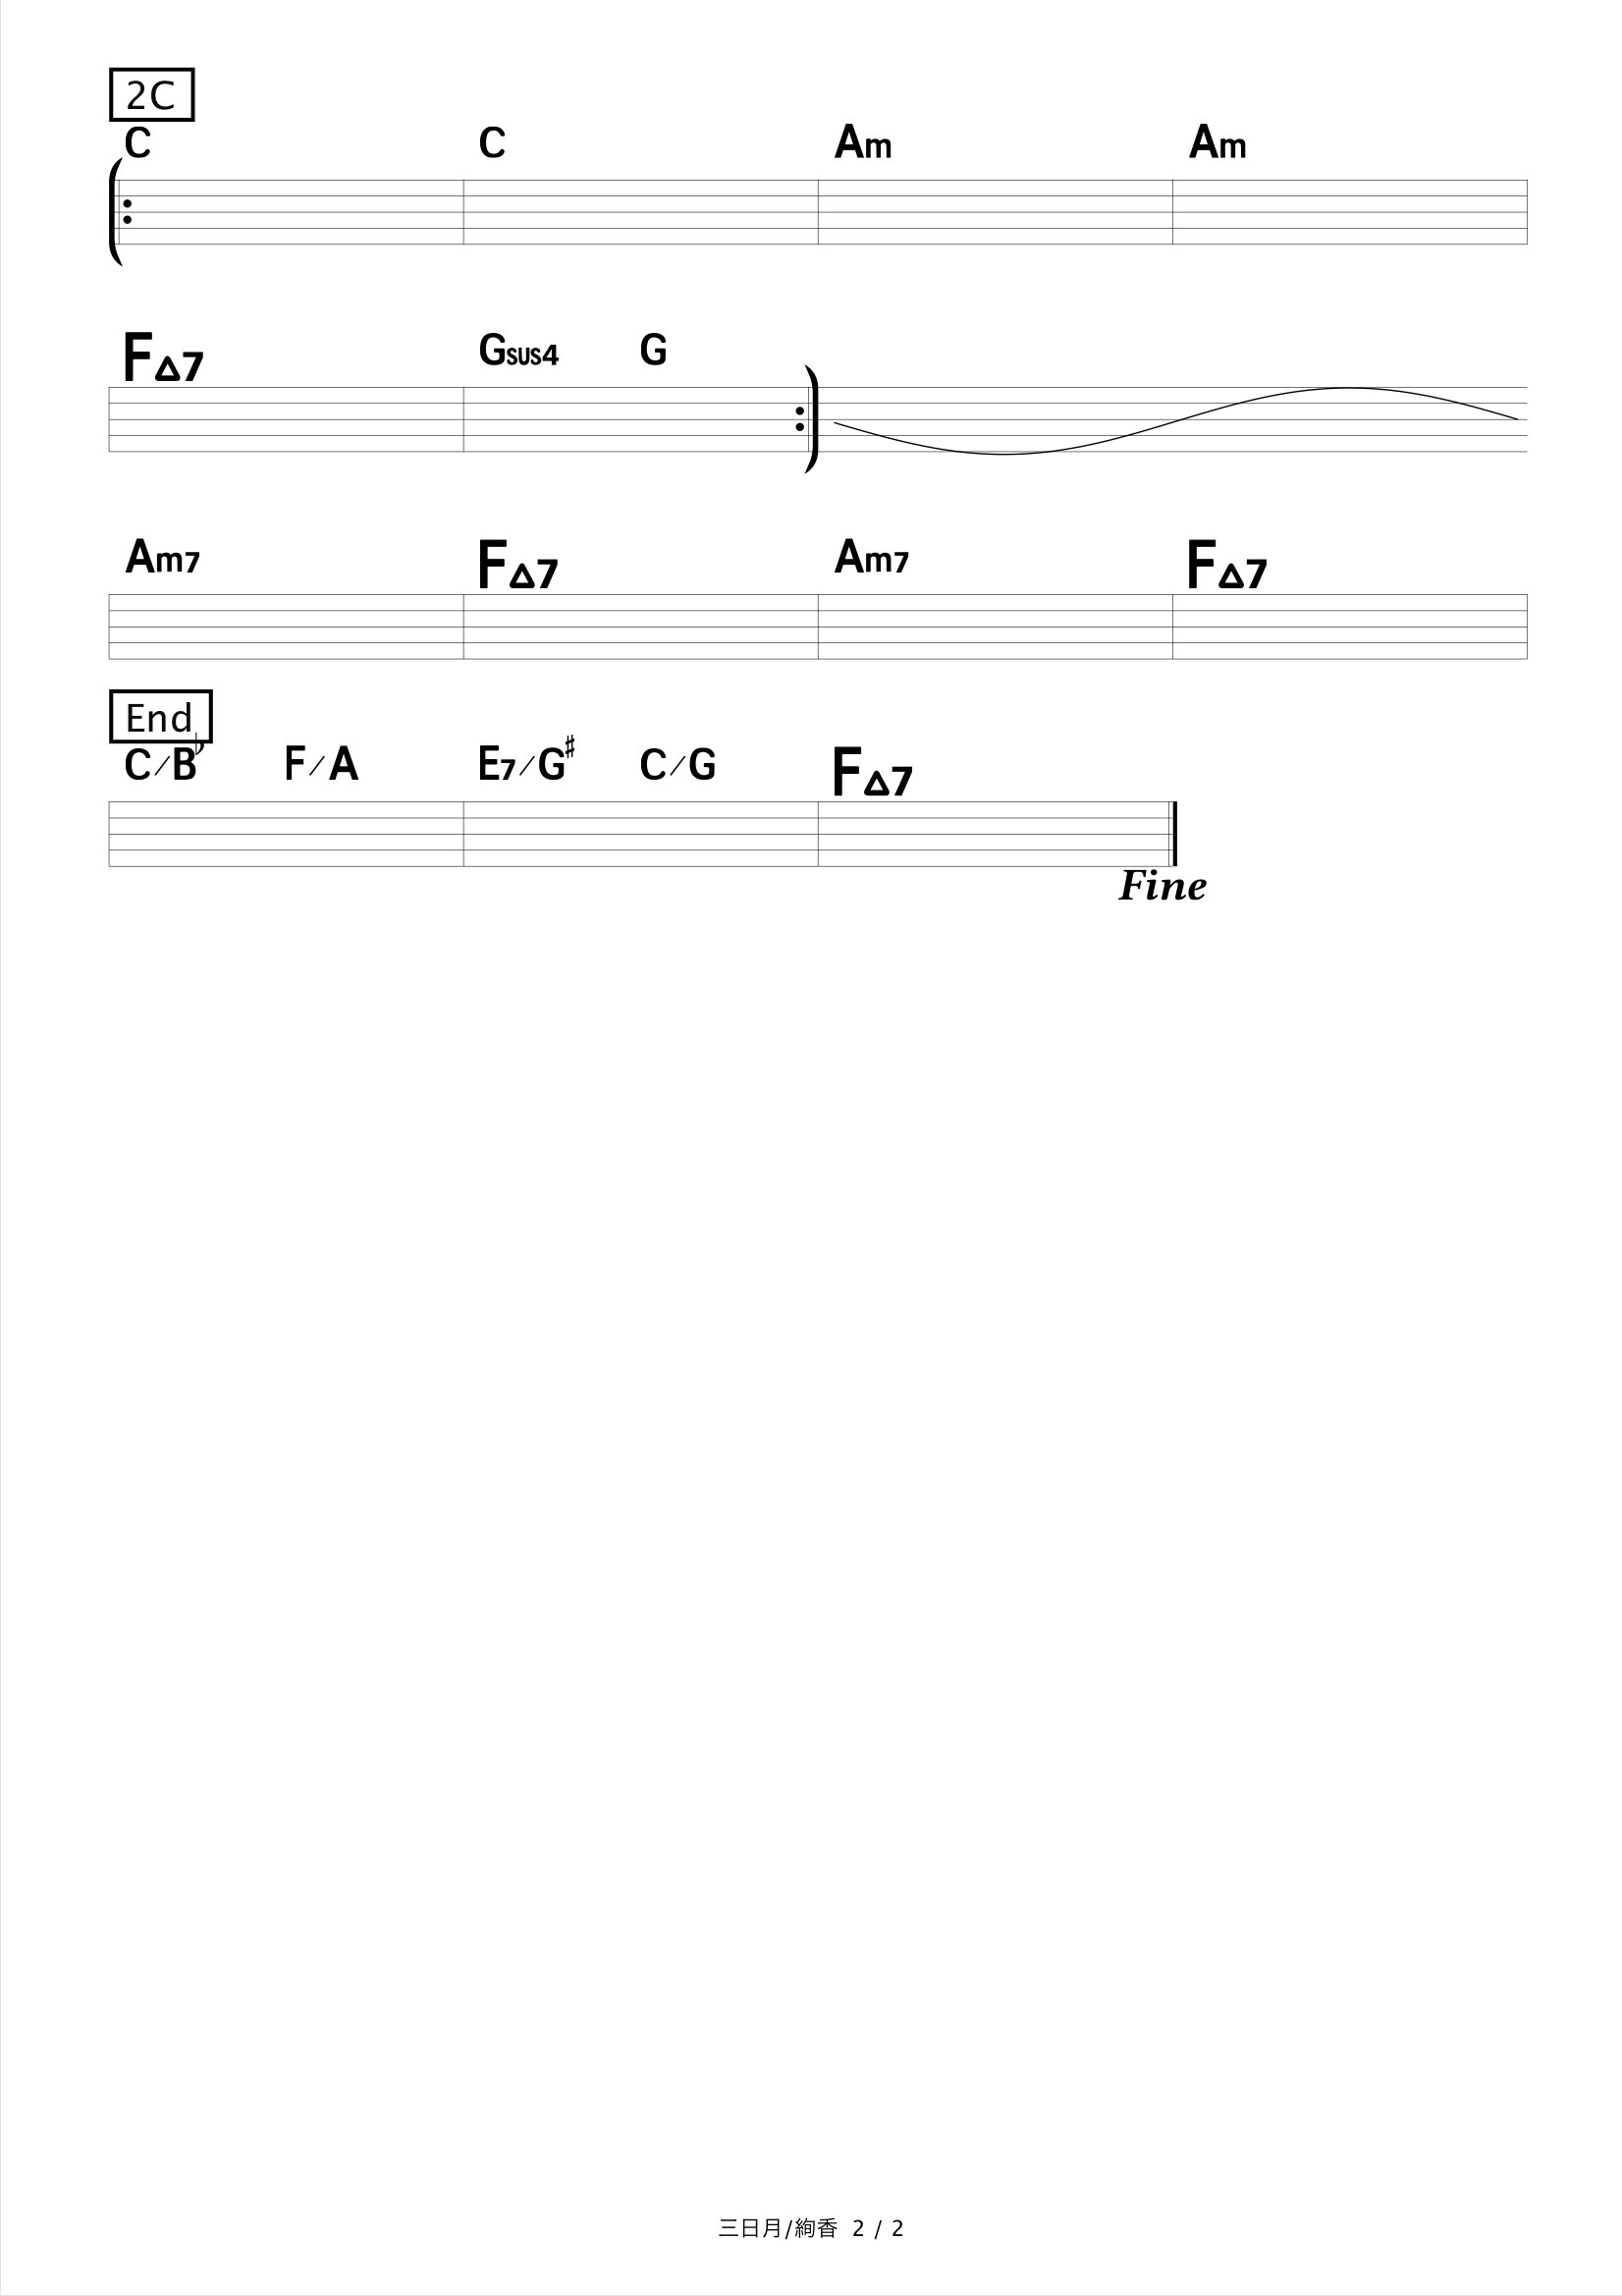 2C
C C Am Am
F△7 Gsus4 G
Am7 F△7 Am7 F△7
End
C/B♭ F/A E7/G♯ C/G F△7
Fine
三日月/絢香 2 / 2